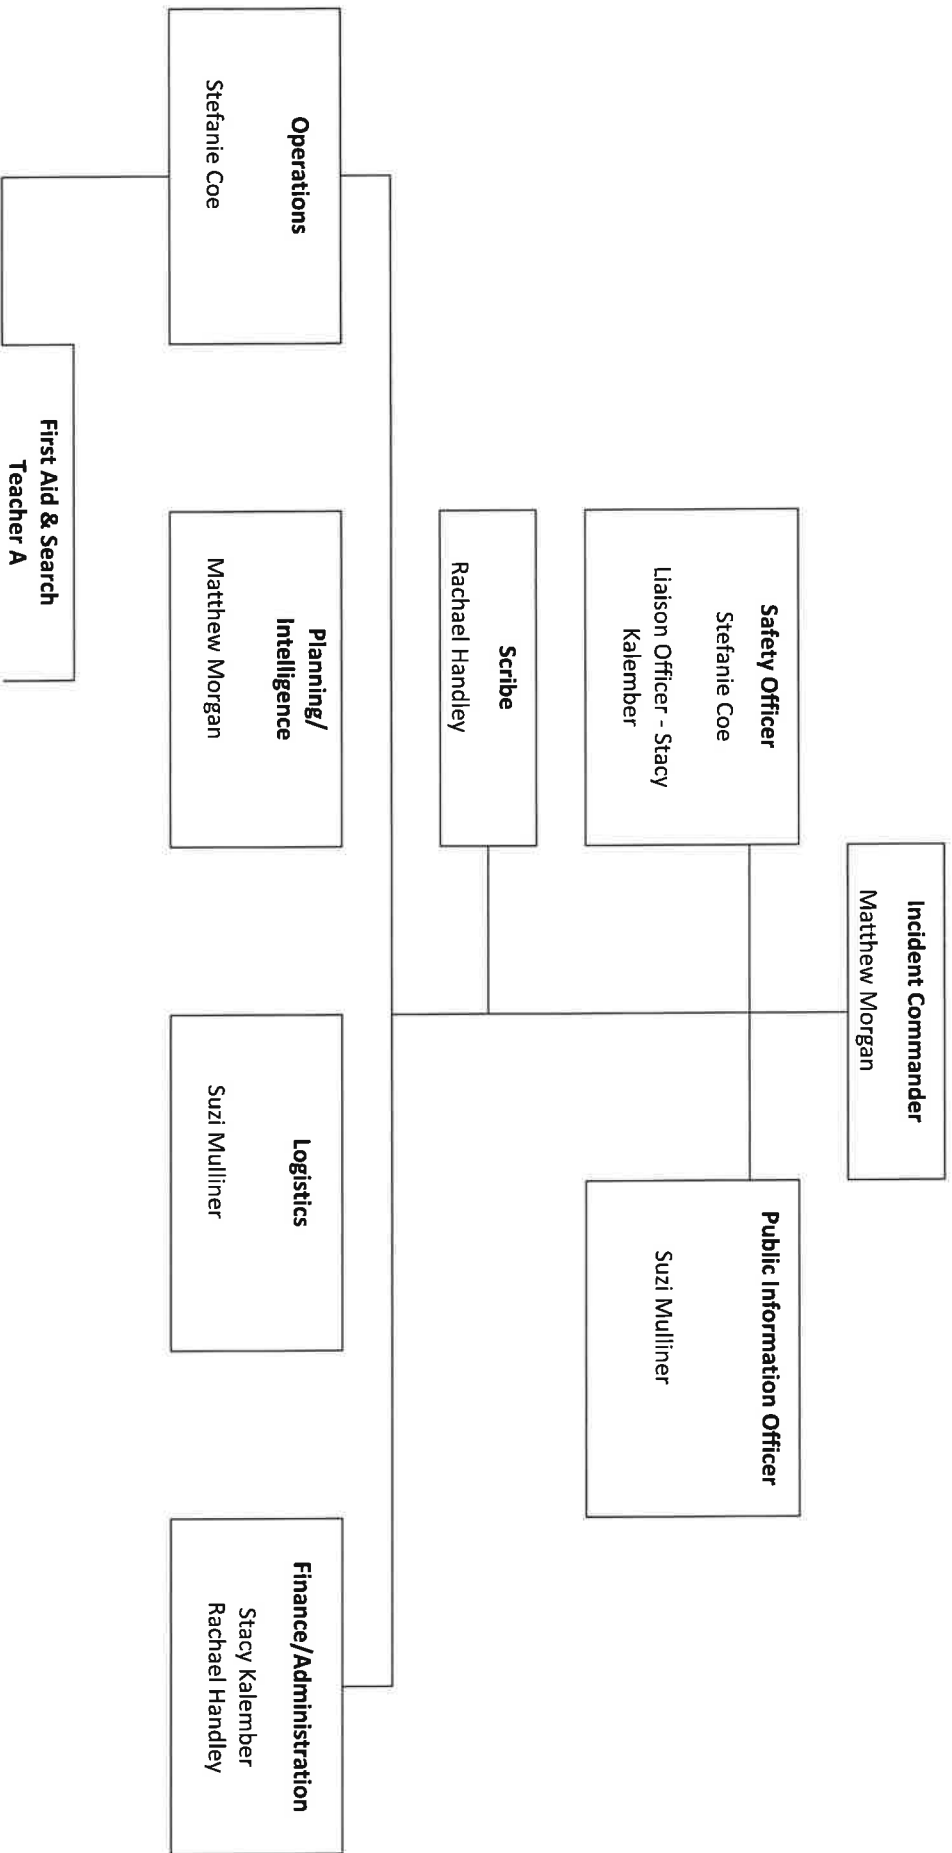 Incident Commander
Matthew Morgan
Safety Officer
Stefanie Coe
Liaison Officer - Stacy
Kalember
Public Information Officer
Suzi Mulliner
Scribe
Rachael Handley
Operations
Stefanie Coe
Planning/
Intelligence
Matthew Morgan
Logistics
Suzi Mulliner
Finance/Administration
Stacy Kalember
Rachael Handley
First Aid & Search
Teacher A